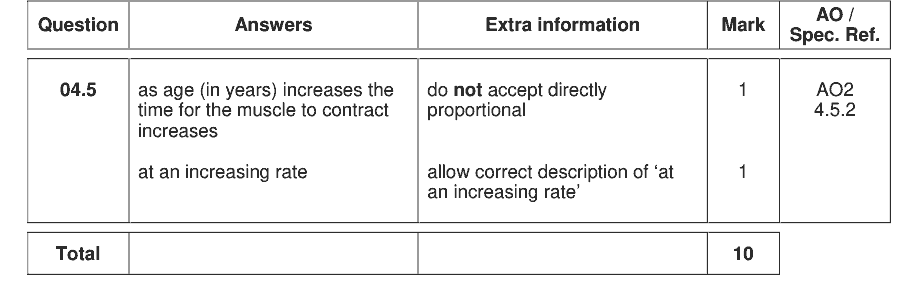 Question Answers Extra information Mark AO /
Spec. Ref.
04.5 as age (in years) increases the do not accept directly 1 AO2
time for the muscle to contract proportional 4.5.2
increases
at an increasing rate allow correct description of ‘at 1
an increasing rate’
Total 10